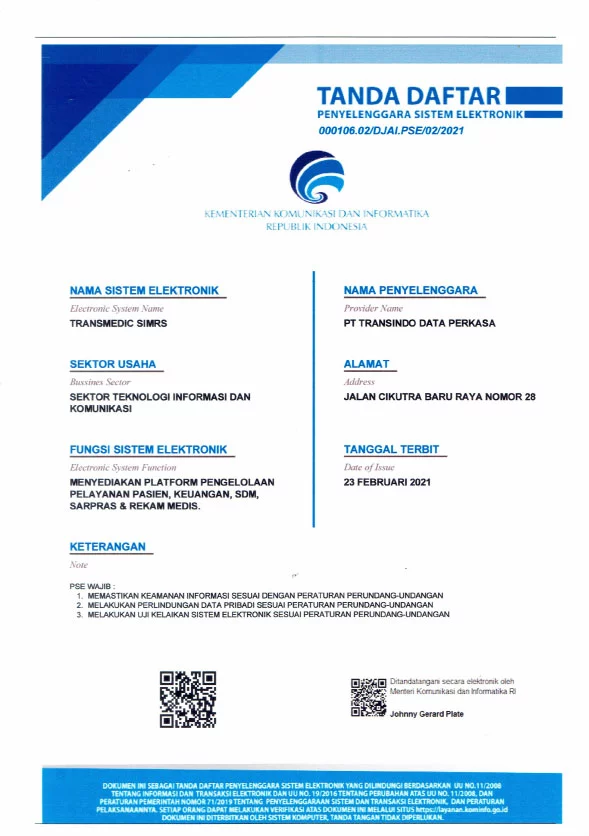 TANDA DAFTAR
PENYELENGGARA SISTEM ELEKTRONIK
000106.02/DJAI.PSE/02/2021
KEMENTERIAN KOMUNIKASI DAN INFORMATIKA
REPUBLIK INDONESIA
NAMA SISTEM ELEKTRONIK
Electronic System Name
TRANSMEDIC SIMRS
NAMA PENYELENGGARA
Provider Name
PT TRANSINDO DATA PERKASA
SEKTOR USAHA
Bussines Sector
SEKTOR TEKNOLOGI INFORMASI DAN
KOMUNIKASI
ALAMAT
Address
JALAN CIKUTRA BARU RAYA NOMOR 28
FUNGSI SISTEM ELEKTRONIK
Electronic System Function
MENYEDIAKAN PLATFORM PENGELOLAAN
PELAYANAN PASIEN, KEUANGAN, SDM,
SARPRAS & REKAM MEDIS.
TANGGAL TERBIT
Date of Issue
23 FEBRUARI 2021
KETERANGAN
Note
PSE WAJIB :
1. MEMASTIKAN KEAMANAN INFORMASI SESUAI DENGAN PERATURAN PERUNDANG-UNDANGAN
2. MELAKUKAN PERLINDUNGAN DATA PRIBADI SESUAI PERATURAN PERUNDANG-UNDANGAN
3. MELAKUKAN UJI KELAIKAN SISTEM ELEKTRONIK SESUAI PERATURAN PERUNDANG-UNDANGAN
Ditandatangani secara elektronik oleh
Menteri Komunikasi dan Informatika RI
Johnny Gerard Plate
DOKUMEN INI SEBAGAI TANDA DAFTAR PENYELENGGARA SISTEM ELEKTRONIK YANG DILINDUNGI BERDASARKAN UU NO.11/2008
TENTANG INFORMASI DAN TRANSAKSI ELEKTRONIK DAN UU NO. 19/2016 TENTANG PERUBAHAN ATAS UU NO. 11/2008, DAN
PERATURAN PEMERINTAH NOMOR 71/2019 TENTANG PENYELENGGARAAN SISTEM DAN TRANSAKSI ELEKTRONIK, DAN PERATURAN
PELAKSANAANNYA. SETIAP ORANG DAPAT MELAKUKAN VERIFIKASI ATAS DOKUMEN INI MELALUI SITUS https://layanan.kominfo.go.id
DOKUMEN INI DITERBITKAN OLEH SISTEM KOMPUTER, TANDA TANGAN TIDAK DIPERLUKAN.